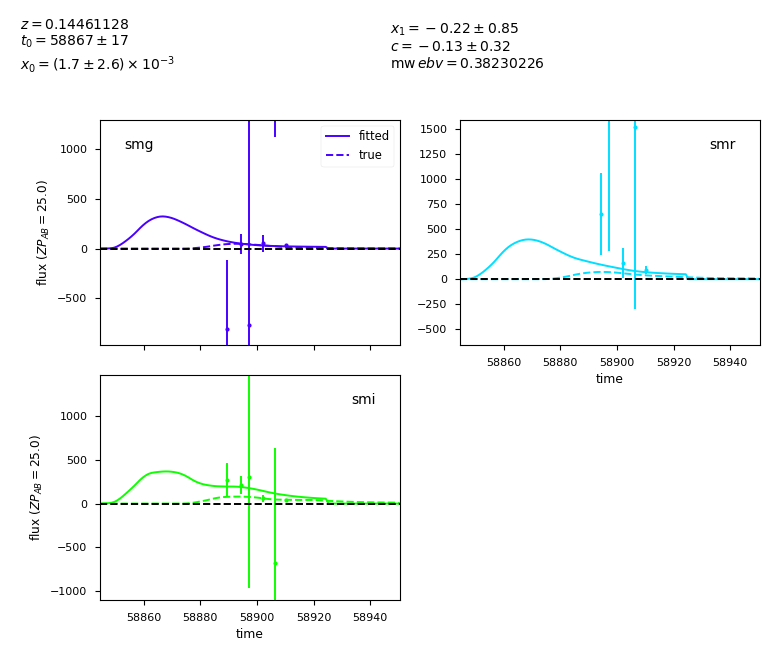 z = 0.14461128
t₀ = 58867 ± 17
x₀ = (1.7 ± 2.6) × 10⁻³
x₁ = −0.22 ± 0.85
c = −0.13 ± 0.32
mw ebv = 0.38230226
smg
fitted
true
1000
500
0
−500
flux (ZP_AB = 25.0)
smr
1500
1250
1000
750
500
250
0
−250
−500
58860 58880 58900 58920 58940
time
smi
1000
500
0
−500
−1000
flux (ZP_AB = 25.0)
58860 58880 58900 58920 58940
time